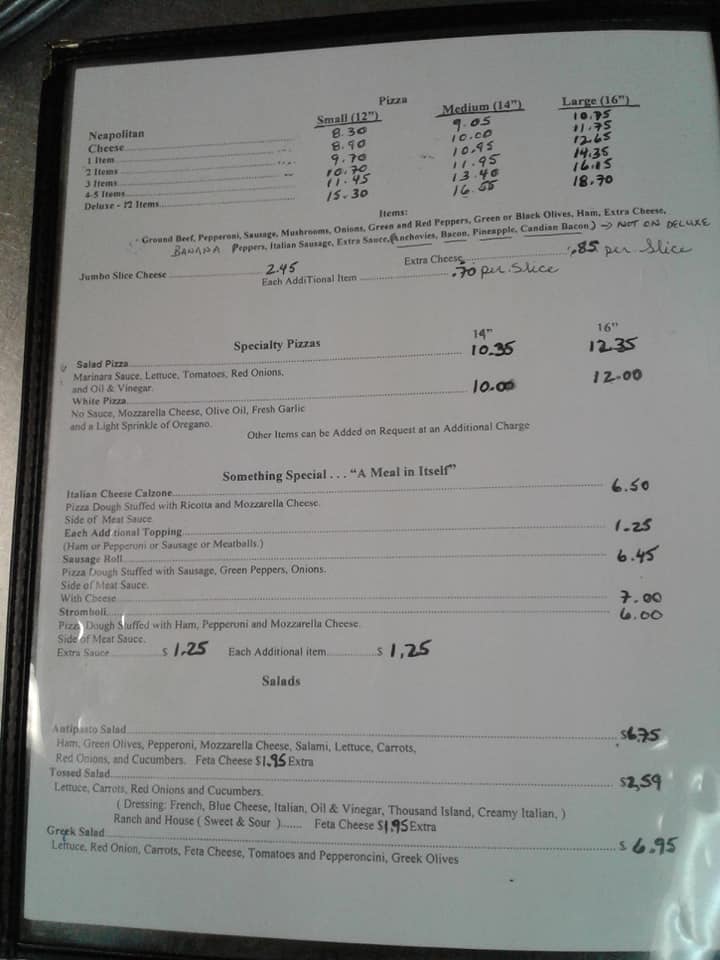 Pizza
Small (12") Medium (14") Large (16")
Neapolitan
Cheese 8.30 9.05 10.75
1 Item 8.90 10.00 11.75
2 Items 9.70 10.95 12.65
3 Items 10.70 11.95 14.35
4-5 Items 11.45 13.40 16.15
Deluxe - 12 Items 15.30 16.55 18.70
Items:
Ground Beef, Pepperoni, Sausage, Mushrooms, Onions, Green and Red Peppers, Green or Black Olives, Ham, Extra Cheese,
BANANA Peppers, Italian Sausage, Extra Sauce, (Anchovies, Bacon, Pineapple, Candian Bacon) → NOT ON DELUXE
Jumbo Slice Cheese 2.45 Extra Cheese .85 per Slice
Each AddiTional Item .70 per Slice
Specialty Pizzas 14" 16"
Salad Pizza 10.35 12.35
Marinara Sauce, Lettuce, Tomatoes, Red Onions,
and Oil & Vinegar.
White Pizza 10.00 12.00
No Sauce, Mozzarella Cheese, Olive Oil, Fresh Garlic
and a Light Sprinkle of Oregano.
Other Items can be Added on Request at an Additional Charge
Something Special . . . "A Meal in Itself"
Italian Cheese Calzone 6.50
Pizza Dough Stuffed with Ricotta and Mozzarella Cheese.
Side of Meat Sauce
Each Add tional Topping 1.25
(Ham or Pepperoni or Sausage or Meatballs.)
Sausage Roll 6.45
Pizza Dough Stuffed with Sausage, Green Peppers, Onions.
Side of Meat Sauce.
With Cheese 7.00
Stromboli 6.00
Pizza Dough Stuffed with Ham, Pepperoni and Mozzarella Cheese.
Side of Meat Sauce.
Extra Sauce $ 1.25 Each Additional item $ 1.25
Salads
Antipasto Salad $6.75
Ham, Green Olives, Pepperoni, Mozzarella Cheese, Salami, Lettuce, Carrots,
Red Onions, and Cucumbers. Feta Cheese $1.95 Extra
Tossed Salad $2.59
Lettuce, Carrots, Red Onions and Cucumbers.
( Dressing: French, Blue Cheese, Italian, Oil & Vinegar, Thousand Island, Creamy Italian, )
Ranch and House ( Sweet & Sour )...... Feta Cheese $1.95 Extra
Greek Salad $ 6.95
Lettuce, Red Onion, Carrots, Feta Cheese, Tomatoes and Pepperoncini, Greek Olives